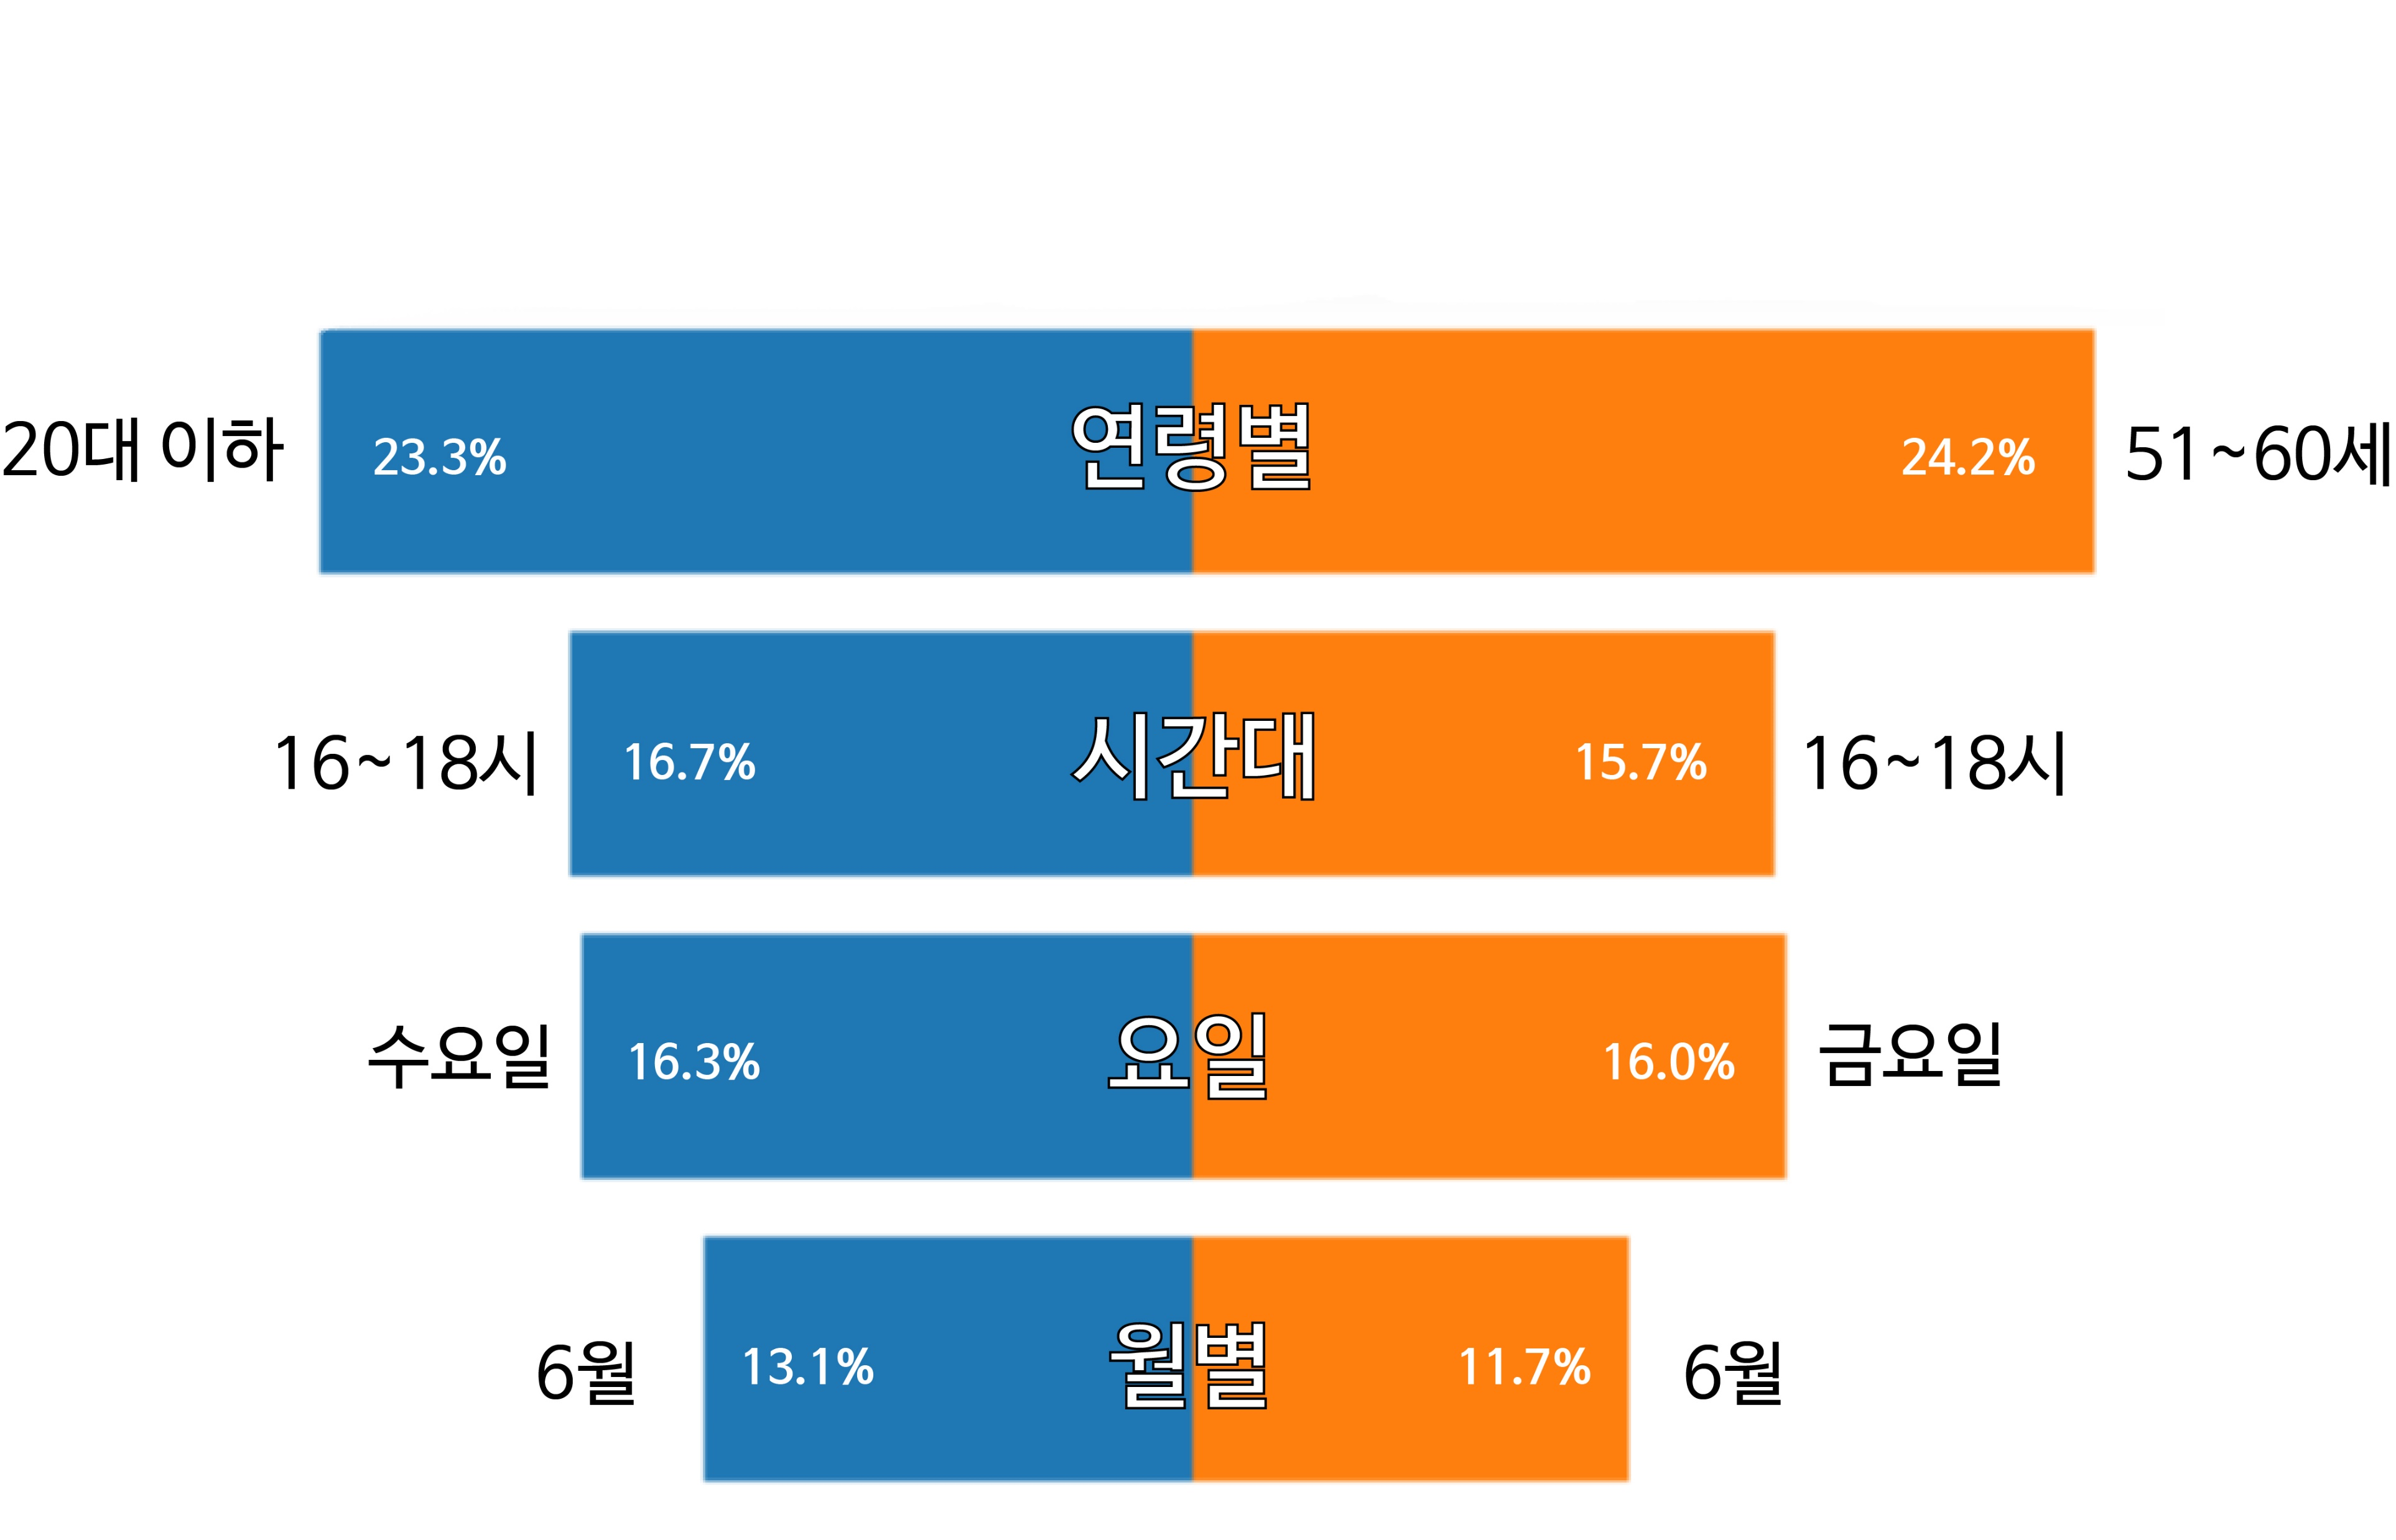 20대 이하 23.3% 연령별 24.2% 51~60세
16~18시 16.7% 시간대 15.7% 16~18시
수요일 16.3% 요일 16.0% 금요일
6월 13.1% 월별 11.7% 6월